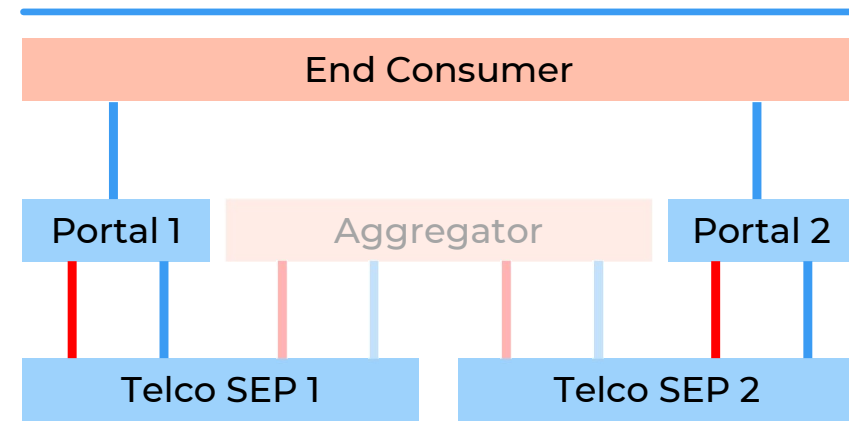 End Consumer
Portal 1
Aggregator
Portal 2
Telco SEP 1
Telco SEP 2